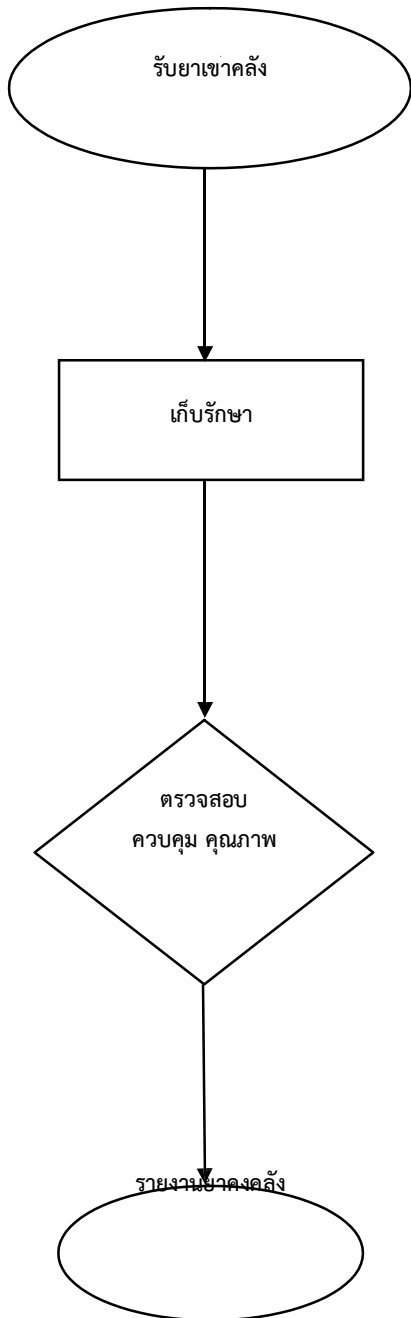 รับยาเขาคลัง
เก็บรักษา
ตรวจสอบ
ควบคุม คุณภาพ
รายงานยาคงคลัง